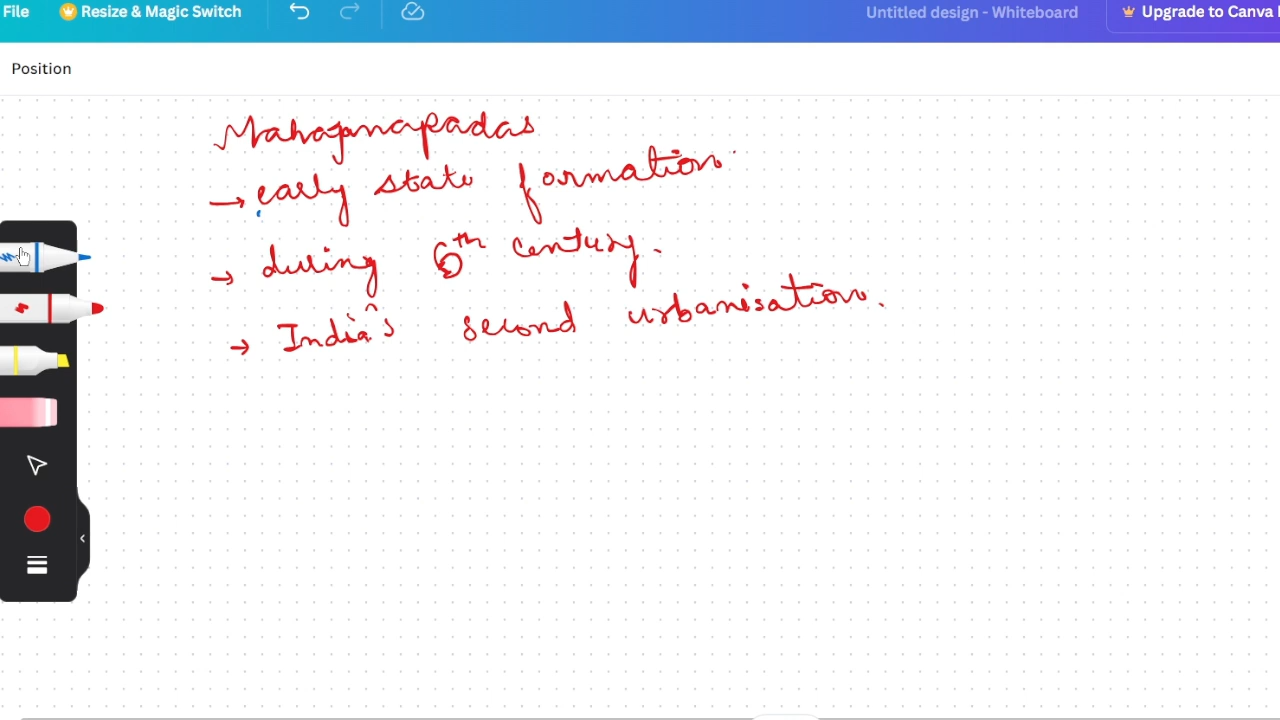 File Resize & Magic Switch Untitled design - Whiteboard Upgrade to Canva
Position
Mahajanapadas
→ early state formation.
→ during 6th century.
→ India's second urbanisation.